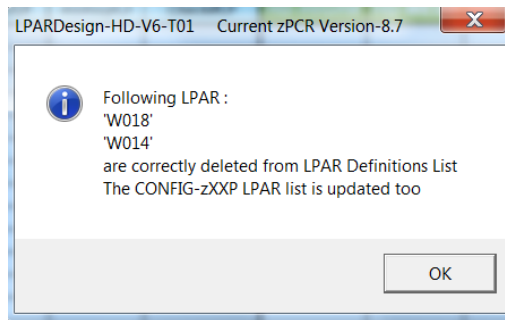 LPARDesign-HD-V6-T01 Current zPCR Version-8.7
Following LPAR :
'W018'
'W014'
are correctly deleted from LPAR Definitions List
The CONFIG-zXXP LPAR list is updated too
OK